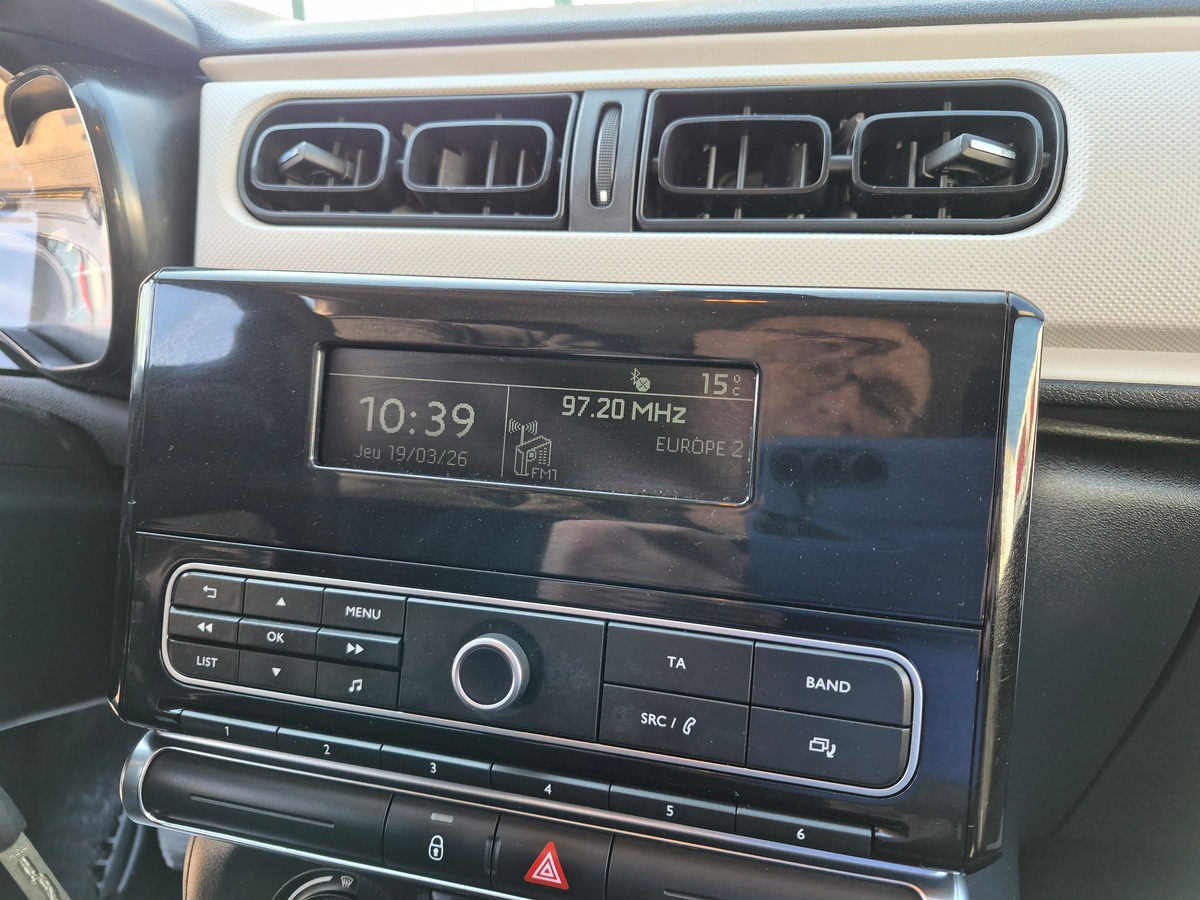 15°C
10:39
97.20 MHz
Jeu 19/03/26
EUROPE 2
FM1
MENU
OK
LIST
TA
BAND
SRC /
1
2
3
4
5
6